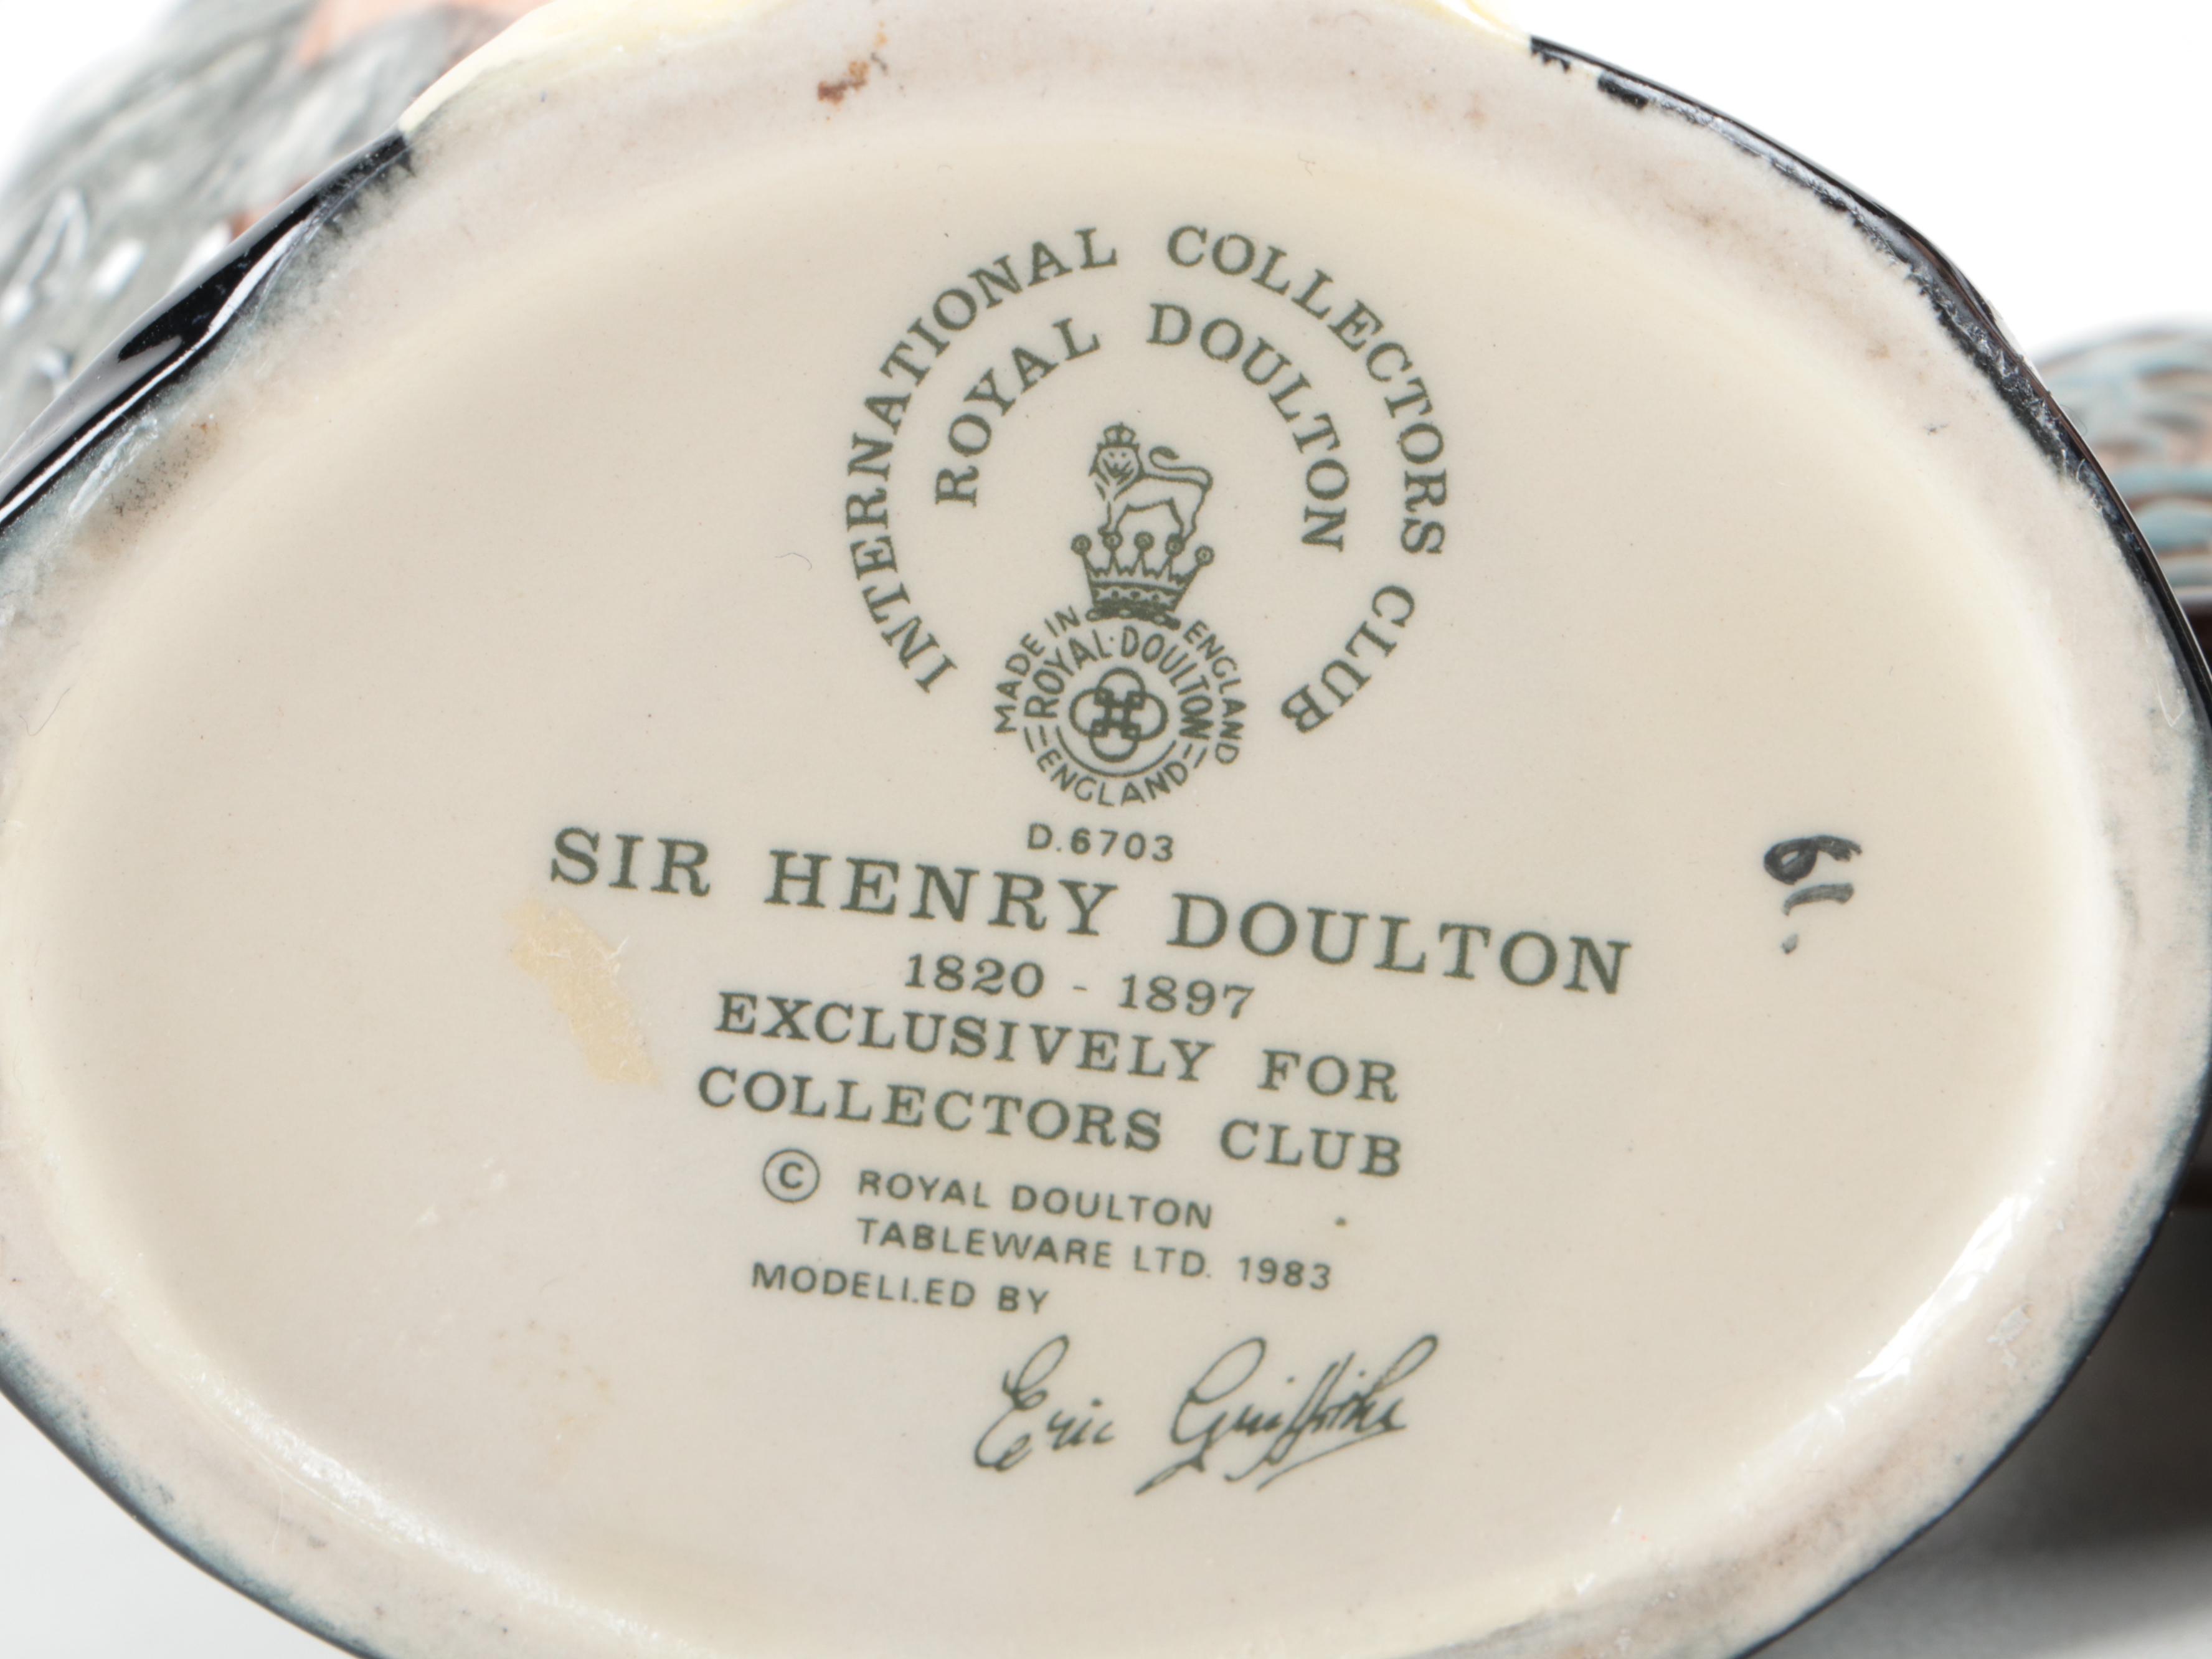 INTERNATIONAL COLLECTORS CLUB
ROYAL DOULTON
MADE IN ENGLAND
ROYAL·DOULTON
ENGLAND
D.6703
SIR HENRY DOULTON
1820 - 1897
EXCLUSIVELY FOR
COLLECTORS CLUB
© ROYAL DOULTON
TABLEWARE LTD. 1983
MODELLED BY
Eric Griffiths